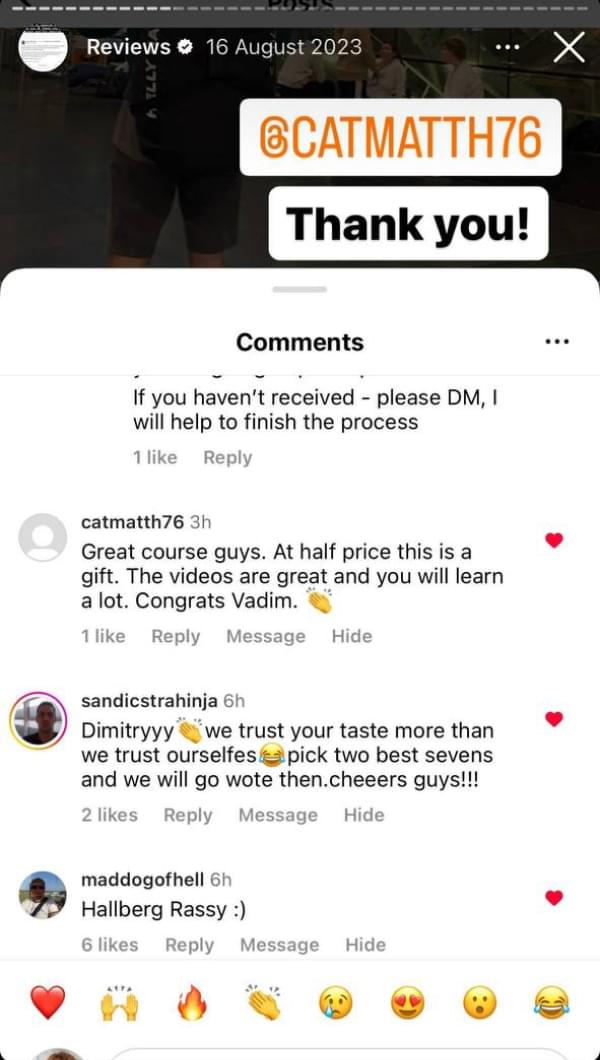 Reviews 16 August 2023
@CATMATTH76
Thank you!
Comments
If you haven't received - please DM, I
will help to finish the process
1 like Reply
catmatth76 3h
Great course guys. At half price this is a
gift. The videos are great and you will learn
a lot. Congrats Vadim. 👏
1 like Reply Message Hide
sandicstrahinja 6h
Dimitryyy👏we trust your taste more than
we trust ourselfes😂pick two best sevens
and we will go wote then.cheeers guys!!!
2 likes Reply Message Hide
maddogofhell 6h
Hallberg Rassy :)
6 likes Reply Message Hide